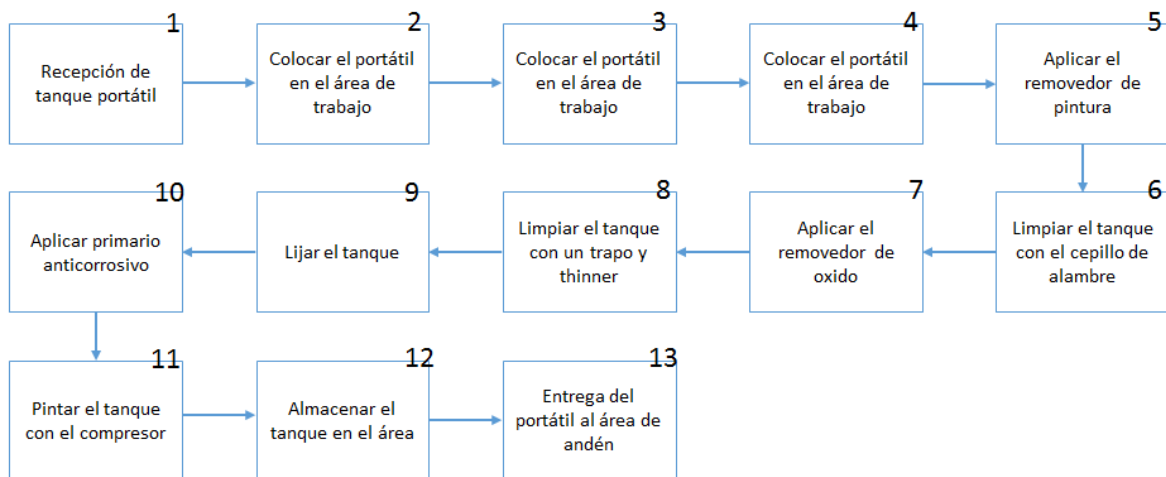 1
Recepción de
tanque portátil
2
Colocar el portátil
en el área de
trabajo
3
Colocar el portátil
en el área de
trabajo
4
Colocar el portátil
en el área de
trabajo
5
Aplicar el
removedor de
pintura
6
Limpiar el tanque
con el cepillo de
alambre
7
Aplicar el
removedor de
oxido
8
Limpiar el tanque
con un trapo y
thinner
9
Lijar el tanque
10
Aplicar primario
anticorrosivo
11
Pintar el tanque
con el compresor
12
Almacenar el
tanque en el área
13
Entrega del
portátil al área de
andén